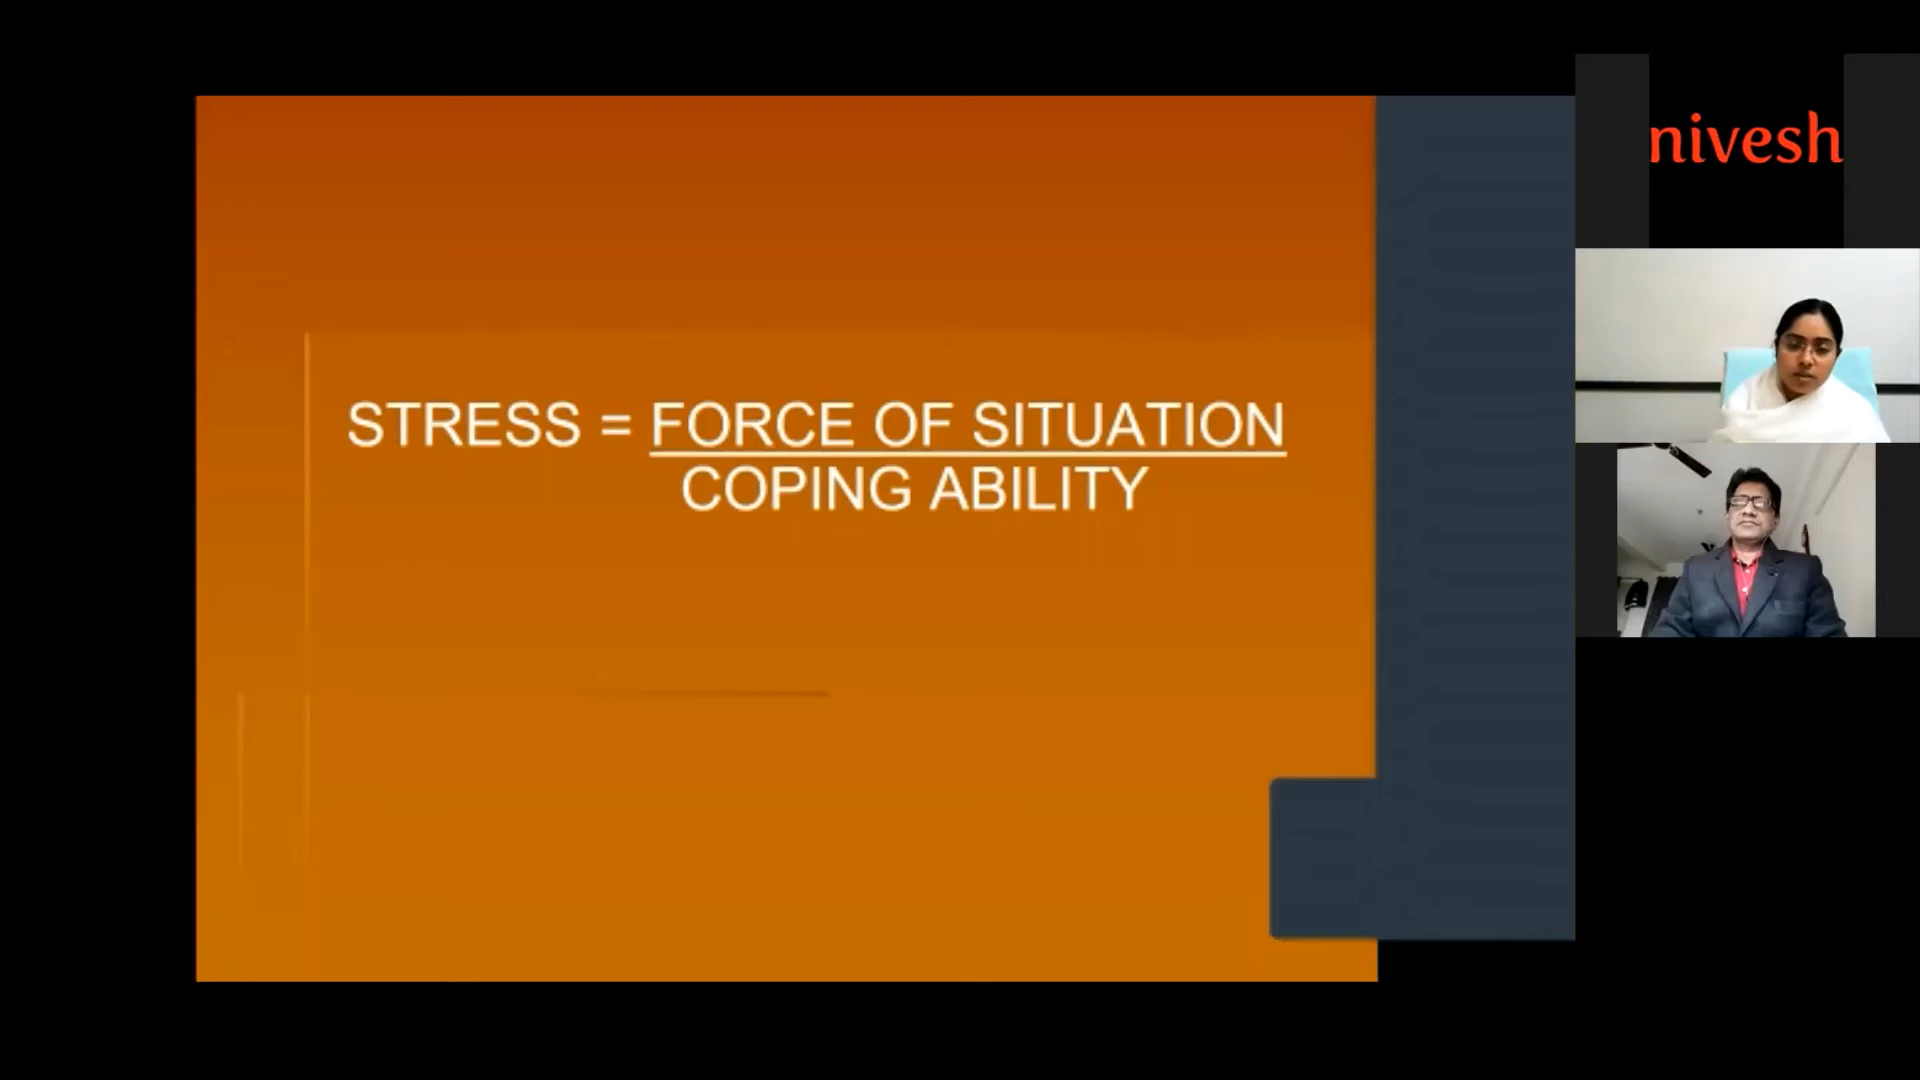 STRESS = FORCE OF SITUATION
COPING ABILITY
nivesh